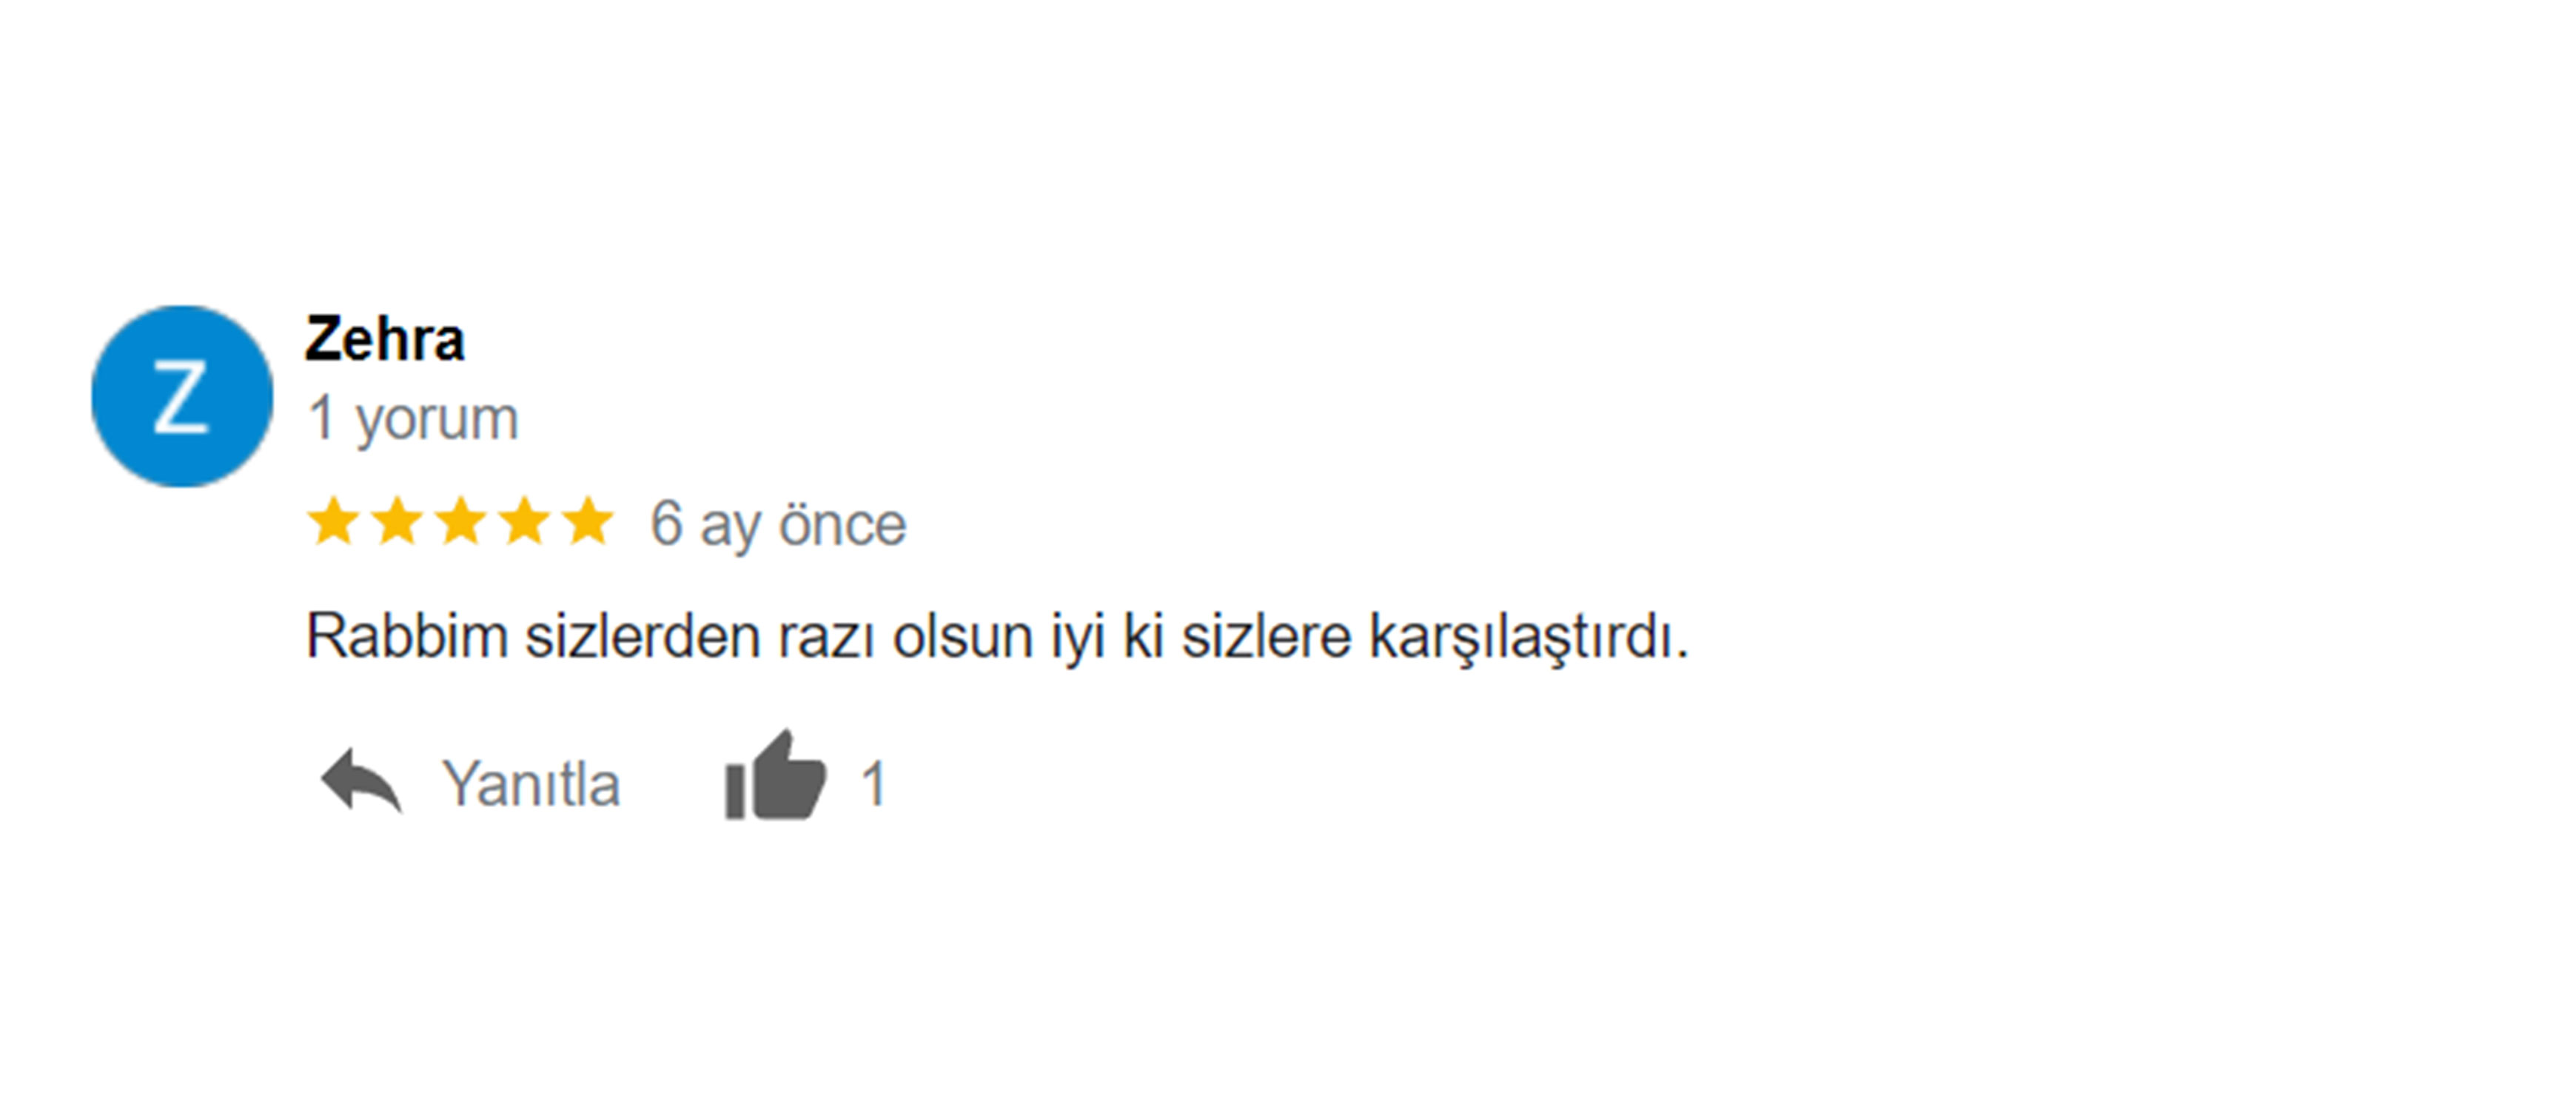 Z
Zehra
1 yorum
6 ay önce
Rabbim sizlerden razı olsun iyi ki sizlere karşılaştırdı.
Yanıtla 1